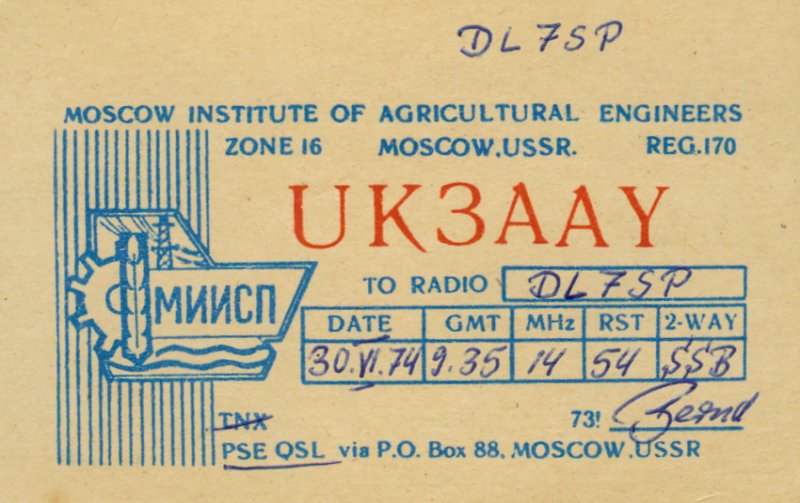 DL7SP
MOSCOW INSTITUTE OF AGRICULTURAL ENGINEERS
ZONE 16 MOSCOW, USSR. REG.170
UK3AAY
МИИСП
TO RADIO DL7SP
DATE GMT MHz RST 2-WAY
30.VI.74 9.35 14 54 SSB
TNX 73! Bernd
PSE QSL via P.O. Box 88, MOSCOW, USSR